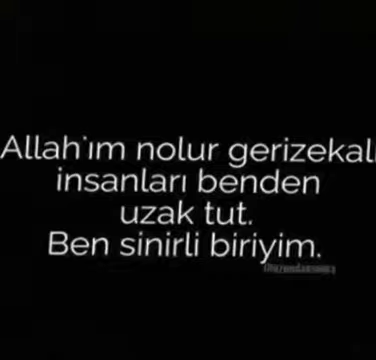 Allah'ım nolur gerizekalı
insanları benden
uzak tut.
Ben sinirli biriyim.